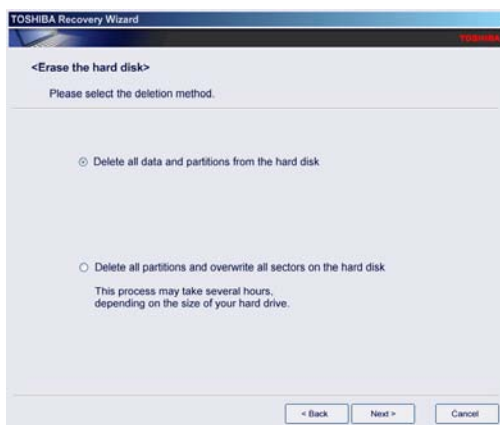 TOSHIBA Recovery Wizard
TOSHIBA
<Erase the hard disk>
Please select the deletion method.
Delete all data and partitions from the hard disk
Delete all partitions and overwrite all sectors on the hard disk
This process may take several hours,
depending on the size of your hard drive.
< Back Next > Cancel